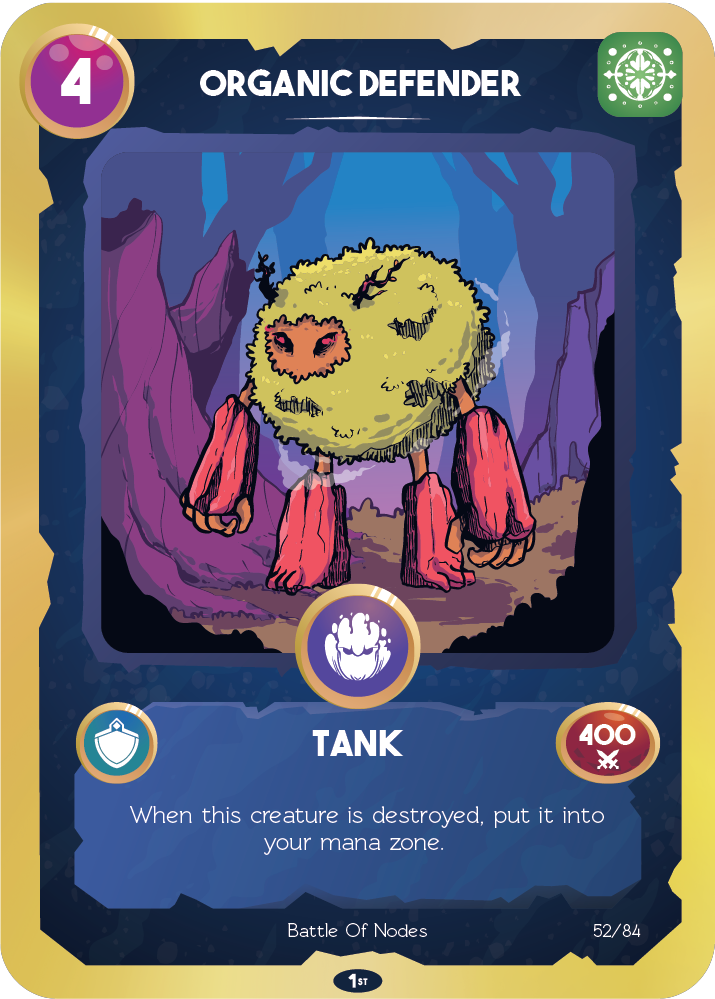 4
ORGANIC DEFENDER
TANK
400
When this creature is destroyed, put it into
your mana zone.
Battle Of Nodes
52/84
1ST